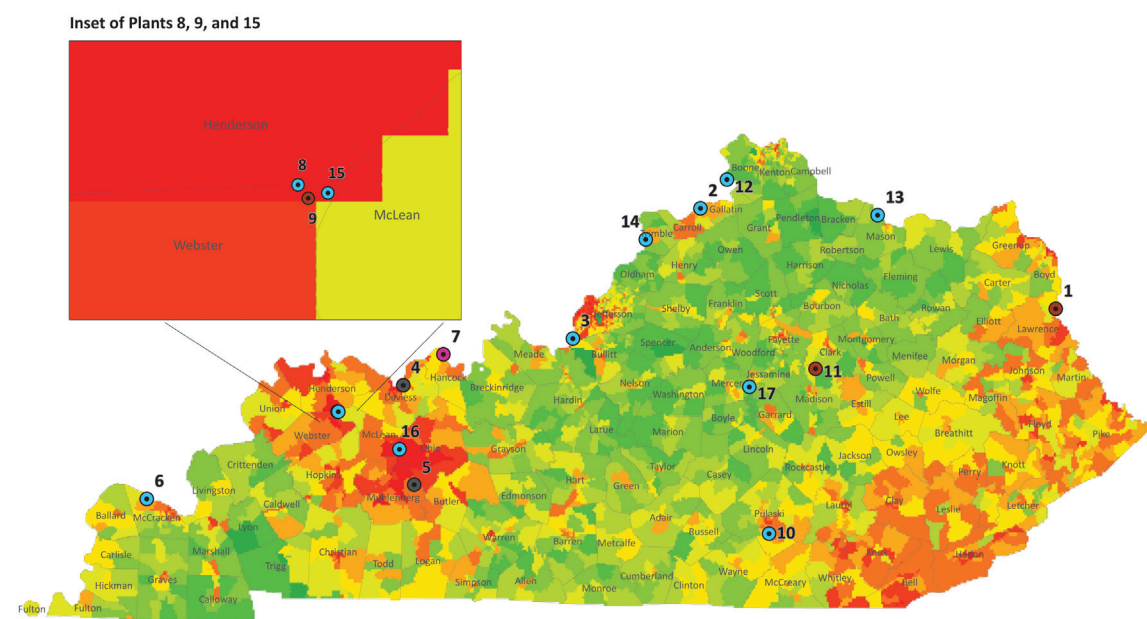 Inset of Plants 8, 9, and 15
Henderson
8
15
9
McLean
Webster
Boone
Kenton
Campbell
12
2
Gallatin
14
Trimble
Carroll
Grant
Pendleton
Bracken
13
Mason
Owen
Robertson
Lewis
Greenup
Boyd
1
Oldham
Henry
Harrison
Fleming
Carter
Nicholas
Scott
3
Jefferson
Shelby
Franklin
Bourbon
Rowan
Bath
Elliott
Lawrence
7
Meade
Bullitt
Spencer
Anderson
Woodford
Fayette
Clark
Montgomery
Menifee
Morgan
Johnson
Martin
4
Hancock
Breckinridge
Nelson
Mercer
Jessamine
11
Powell
Wolfe
Magoffin
Henderson
Daviess
Hardin
Washington
17
Madison
Estill
Union
Larue
Marion
Boyle
Garrard
Lee
Breathitt
Floyd
Pike
Webster
McLean
16
Ohio
Grayson
Lincoln
Jackson
Owsley
Crittenden
Hopkins
5
Hart
Taylor
Casey
Rockcastle
Perry
Knott
6
Livingston
Muhlenberg
Butler
Edmonson
Green
Ballard
McCracken
Caldwell
Adair
Russell
Pulaski
Laurel
Clay
Leslie
Letcher
Lyon
Warren
Barren
Metcalfe
10
Carlisle
Marshall
Christian
Todd
Logan
Knox
Harlan
Hickman
Graves
Trigg
Simpson
Allen
Monroe
Cumberland
Clinton
Wayne
McCreary
Whitley
Bell
Calloway
Fulton
Fulton